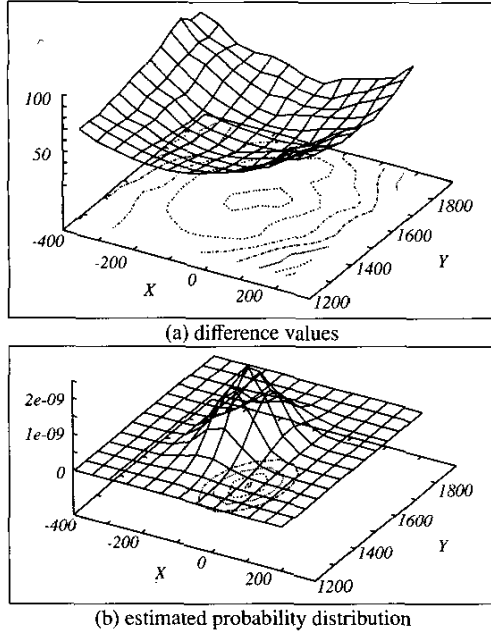 r
100
50
-400
-200
0
200
X
1200
1400
1600
1800
Y
(a) difference values
2e-09
1e-09
0
-400
-200
0
200
X
1200
1400
1600
1800
Y
(b) estimated probability distribution